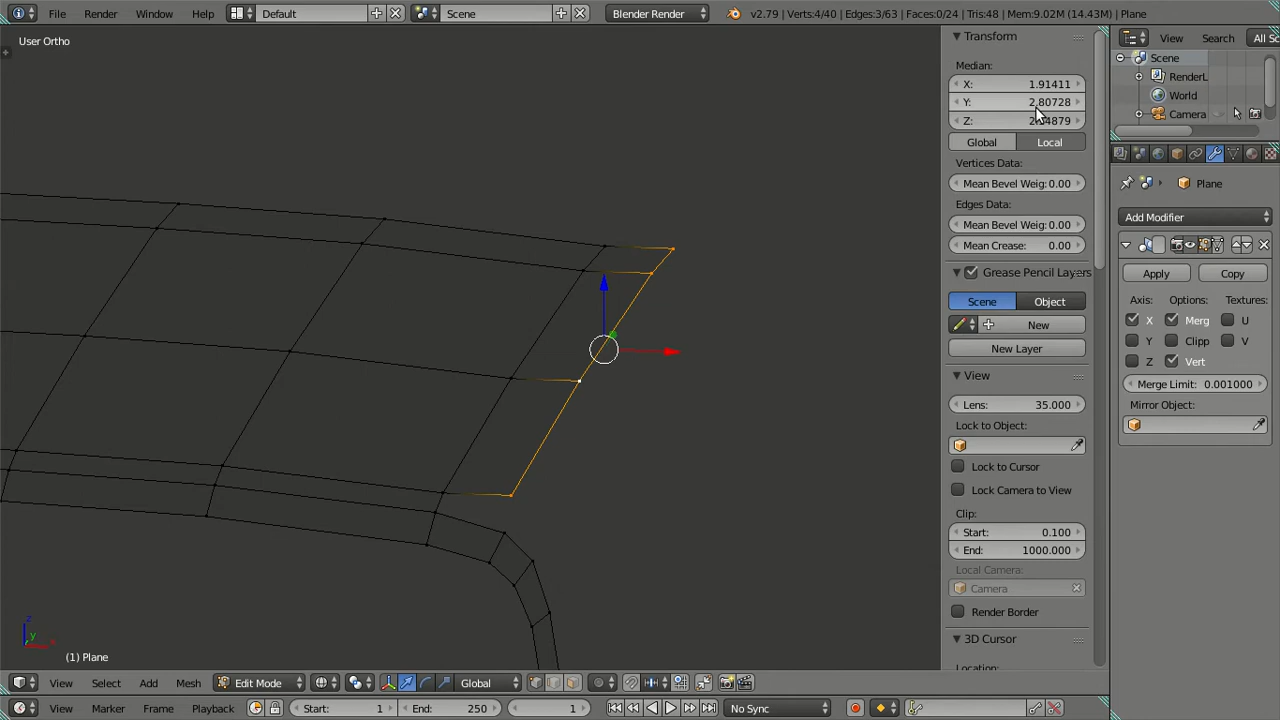 File Render Window Help Default Scene Blender Render v2.79 | Verts:4/40 | Edges:3/63 | Faces:0/24 | Tris:48 | Mem:9.02M (14.43M) | Plane
User Ortho
Transform
View Search All Sc
Median:
Scene
X: 1.91411
RenderL
Y: 2.80728
World
Z:
Camera
Global Local
Vertices Data:
Mean Bevel Weig: 0.00
Plane
Edges Data:
Add Modifier
Mean Bevel Weig: 0.00
Mean Crease: 0.00
Grease Pencil Layers
Apply Copy
Scene Object
Axis: Options: Textures:
New
X Merg U
New Layer
Y Clipp V
Z Vert
View
Merge Limit: 0.001000
Lens: 35.000
Mirror Object:
Lock to Object:
Lock to Cursor
Lock Camera to View
Clip:
Start: 0.100
End: 1000.000
Local Camera:
Camera
Render Border
z
y
x
3D Cursor
(1) Plane
Location:
View Select Add Mesh Edit Mode Global
View Marker Frame Playback Start: 1 End: 250 1 No Sync